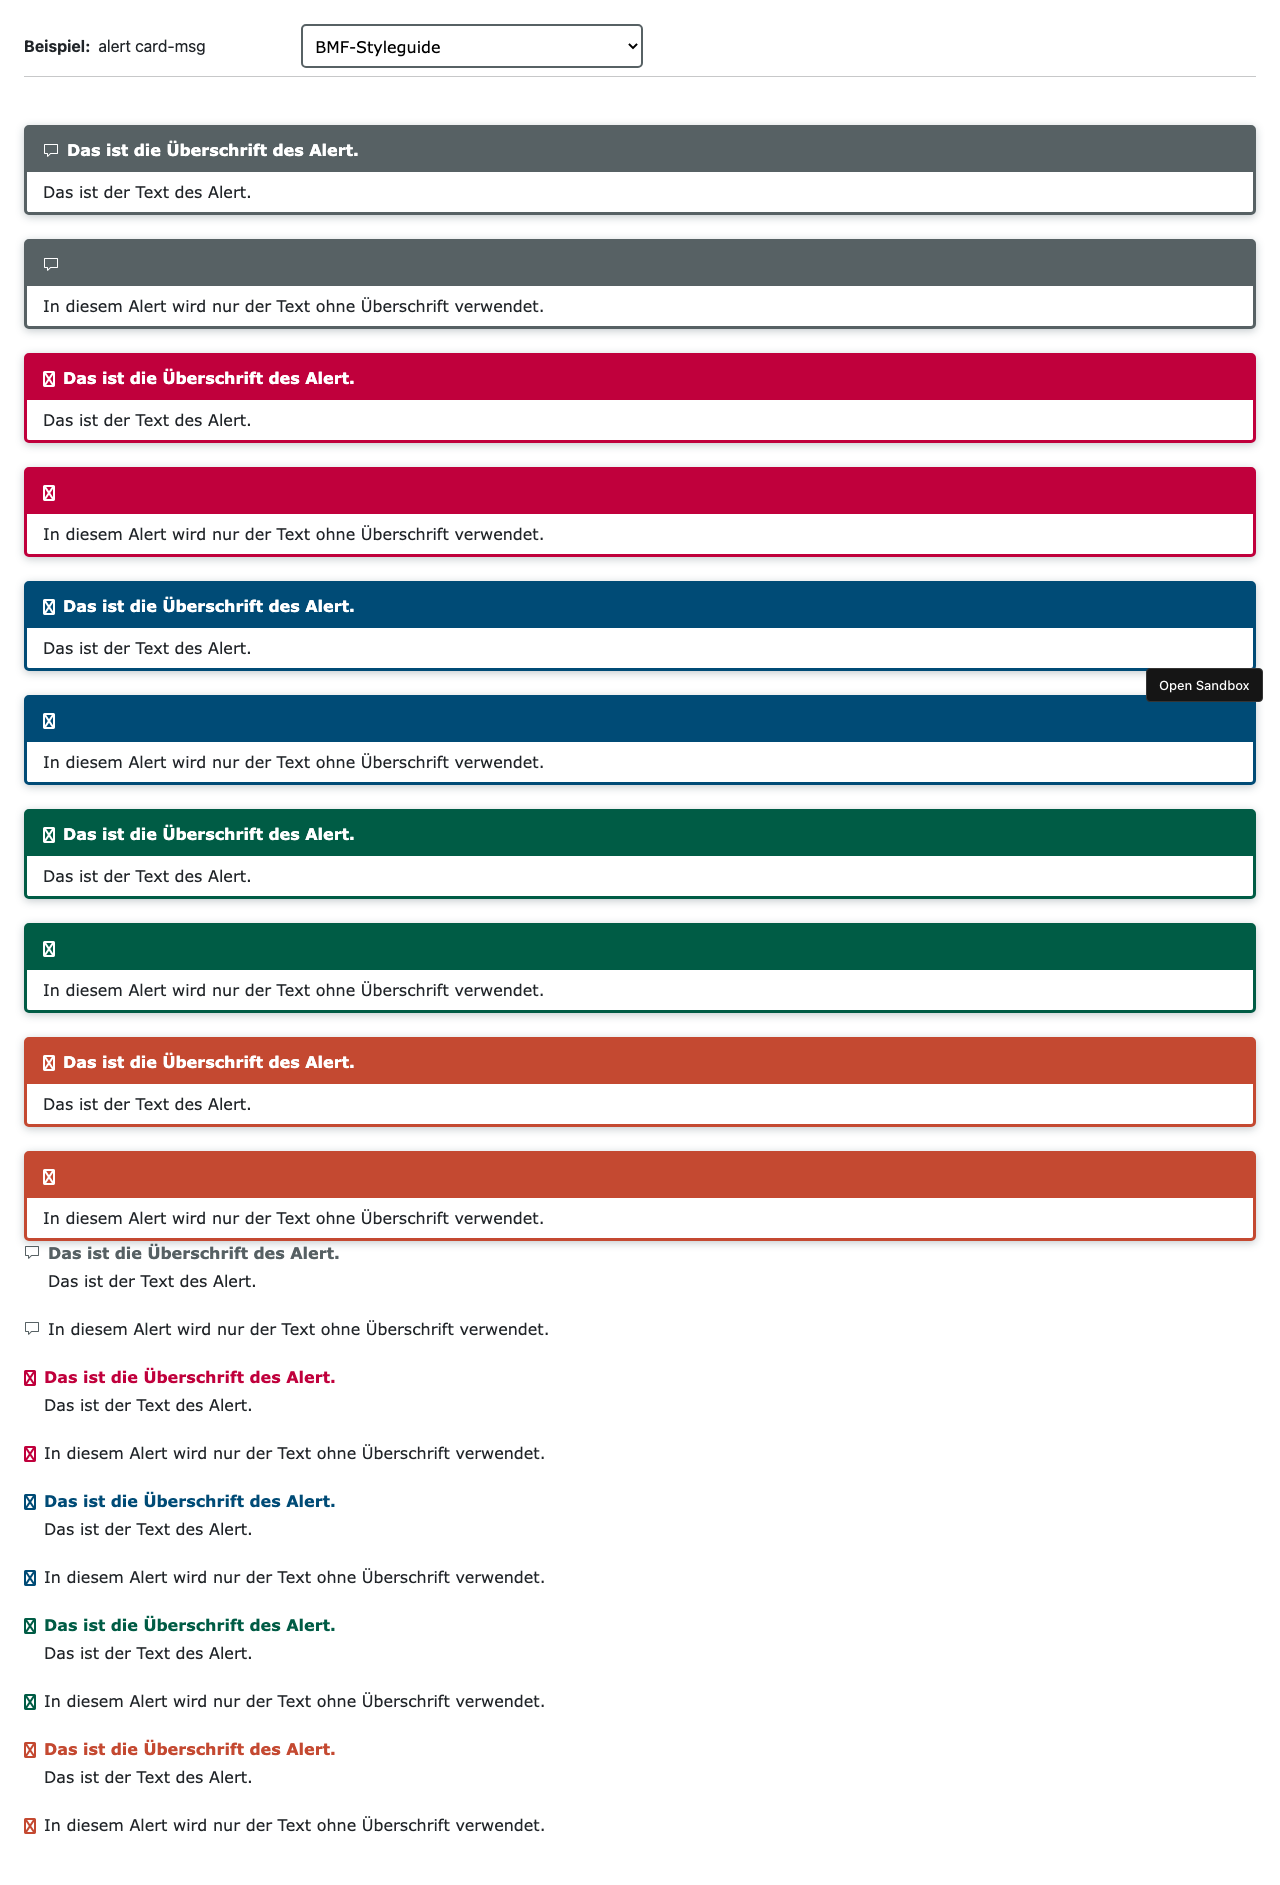 Beispiel: alert card-msg
BMF-Styleguide
Das ist die Überschrift des Alert.
Das ist der Text des Alert.
In diesem Alert wird nur der Text ohne Überschrift verwendet.
Das ist die Überschrift des Alert.
Das ist der Text des Alert.
In diesem Alert wird nur der Text ohne Überschrift verwendet.
Das ist die Überschrift des Alert.
Das ist der Text des Alert.
Open Sandbox
In diesem Alert wird nur der Text ohne Überschrift verwendet.
Das ist die Überschrift des Alert.
Das ist der Text des Alert.
In diesem Alert wird nur der Text ohne Überschrift verwendet.
Das ist die Überschrift des Alert.
Das ist der Text des Alert.
In diesem Alert wird nur der Text ohne Überschrift verwendet.
Das ist die Überschrift des Alert.
Das ist der Text des Alert.
In diesem Alert wird nur der Text ohne Überschrift verwendet.
Das ist die Überschrift des Alert.
Das ist der Text des Alert.
In diesem Alert wird nur der Text ohne Überschrift verwendet.
Das ist die Überschrift des Alert.
Das ist der Text des Alert.
In diesem Alert wird nur der Text ohne Überschrift verwendet.
Das ist die Überschrift des Alert.
Das ist der Text des Alert.
In diesem Alert wird nur der Text ohne Überschrift verwendet.
Das ist die Überschrift des Alert.
Das ist der Text des Alert.
In diesem Alert wird nur der Text ohne Überschrift verwendet.